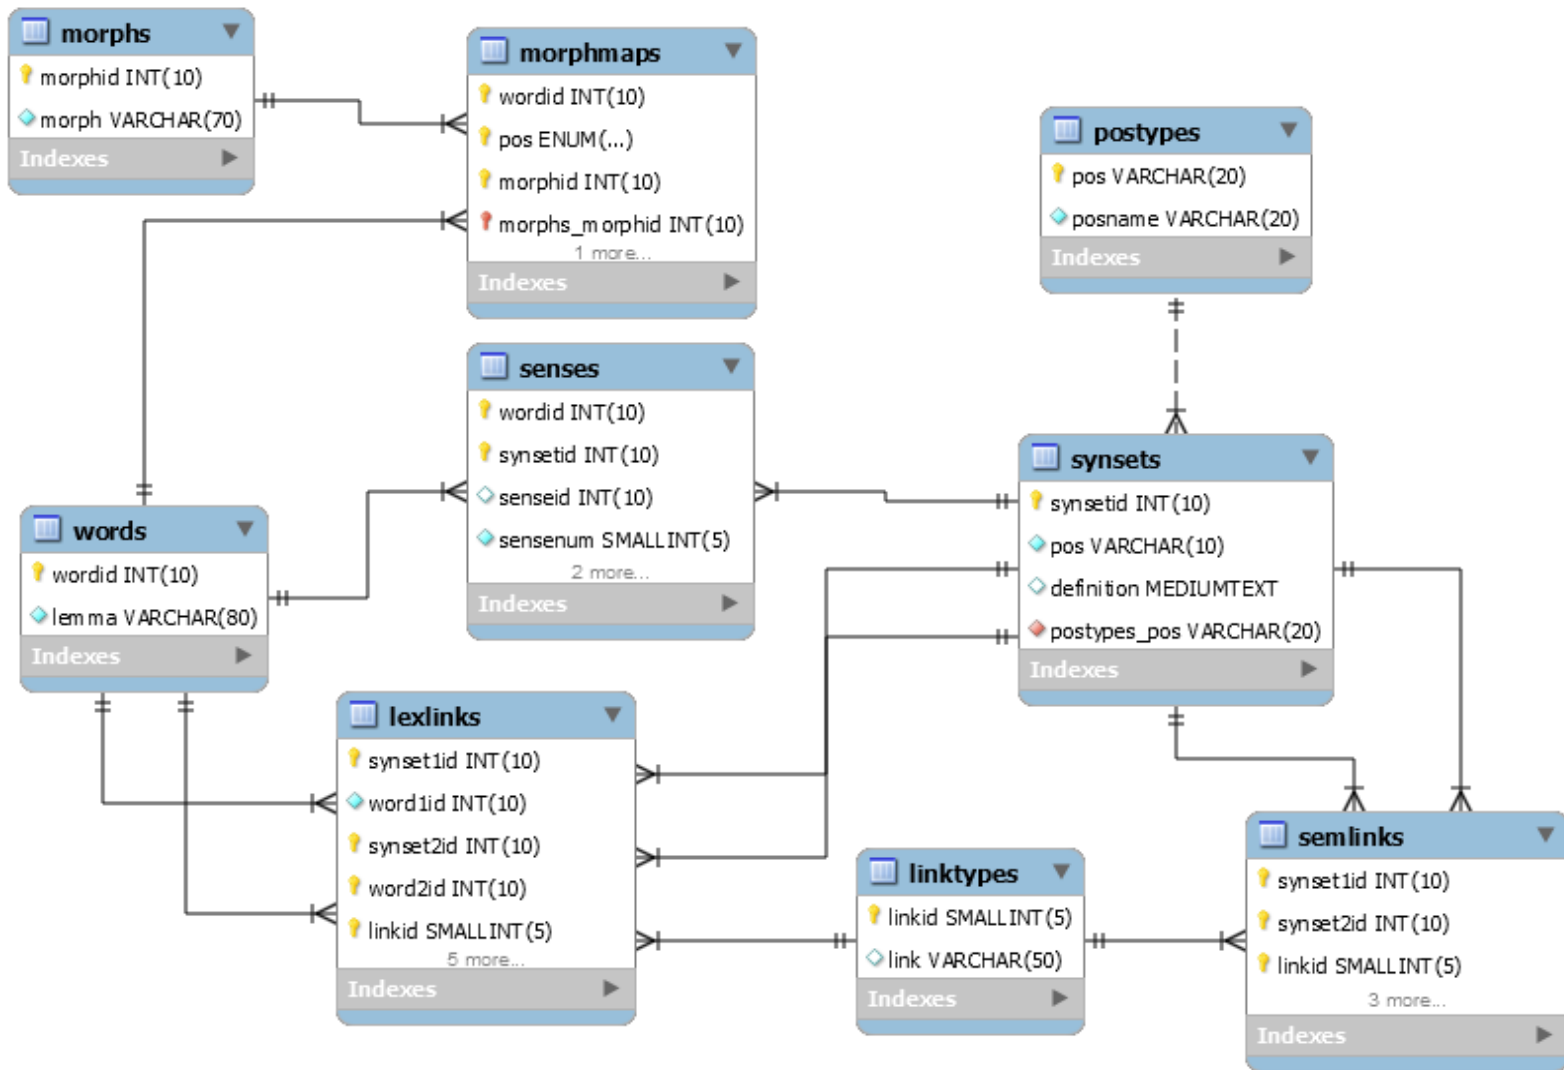 morphs
morphid INT(10)
morph VARCHAR(70)
Indexes
morphmaps
wordid INT(10)
pos ENUM(...)
morphid INT(10)
morphs_morphid INT(10)
1 more...
Indexes
postypes
pos VARCHAR(20)
posname VARCHAR(20)
Indexes
senses
wordid INT(10)
synsetid INT(10)
senseid INT(10)
sensenum SMALLINT(5)
2 more...
Indexes
synsets
synsetid INT(10)
pos VARCHAR(10)
definition MEDIUMTEXT
postypes_pos VARCHAR(20)
Indexes
words
wordid INT(10)
lemma VARCHAR(80)
Indexes
lexlinks
synset1id INT(10)
word1id INT(10)
synset2id INT(10)
word2id INT(10)
linkid SMALLINT(5)
5 more...
Indexes
linktypes
linkid SMALLINT(5)
link VARCHAR(50)
Indexes
semlinks
synset1id INT(10)
synset2id INT(10)
linkid SMALLINT(5)
3 more...
Indexes